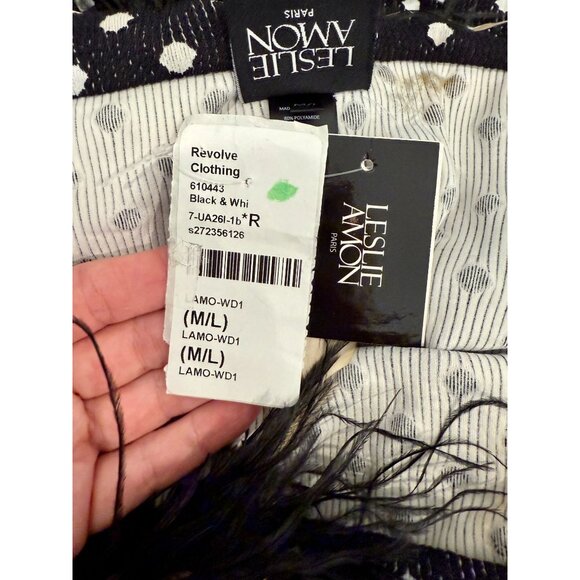 LESLIE
AMON
PARIS
MAD
80% POLYAMIDE
Revolve
Clothing
610443
Black & Whi
7-UA26I-1b*R
s272356126
LAMO-WD1
(M/L)
LAMO-WD1
(M/L)
LAMO-WD1
LESLIE
AMON
PARIS